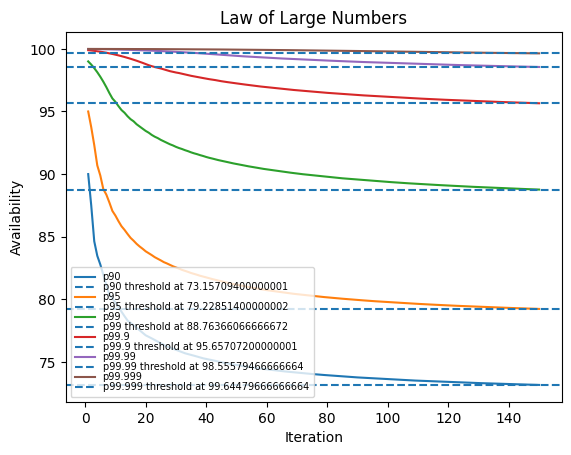 Law of Large Numbers
100
95
90
85
80
75
Availability
p90
p90 threshold at 73.15709400000001
p95
p95 threshold at 79.22851400000002
p99
p99 threshold at 88.76366066666672
p99.9
p99.9 threshold at 95.65707200000001
p99.99
p99.99 threshold at 98.55579466666664
p99.999
p99.999 threshold at 99.64479666666664
0 20 40 60 80 100 120 140
Iteration